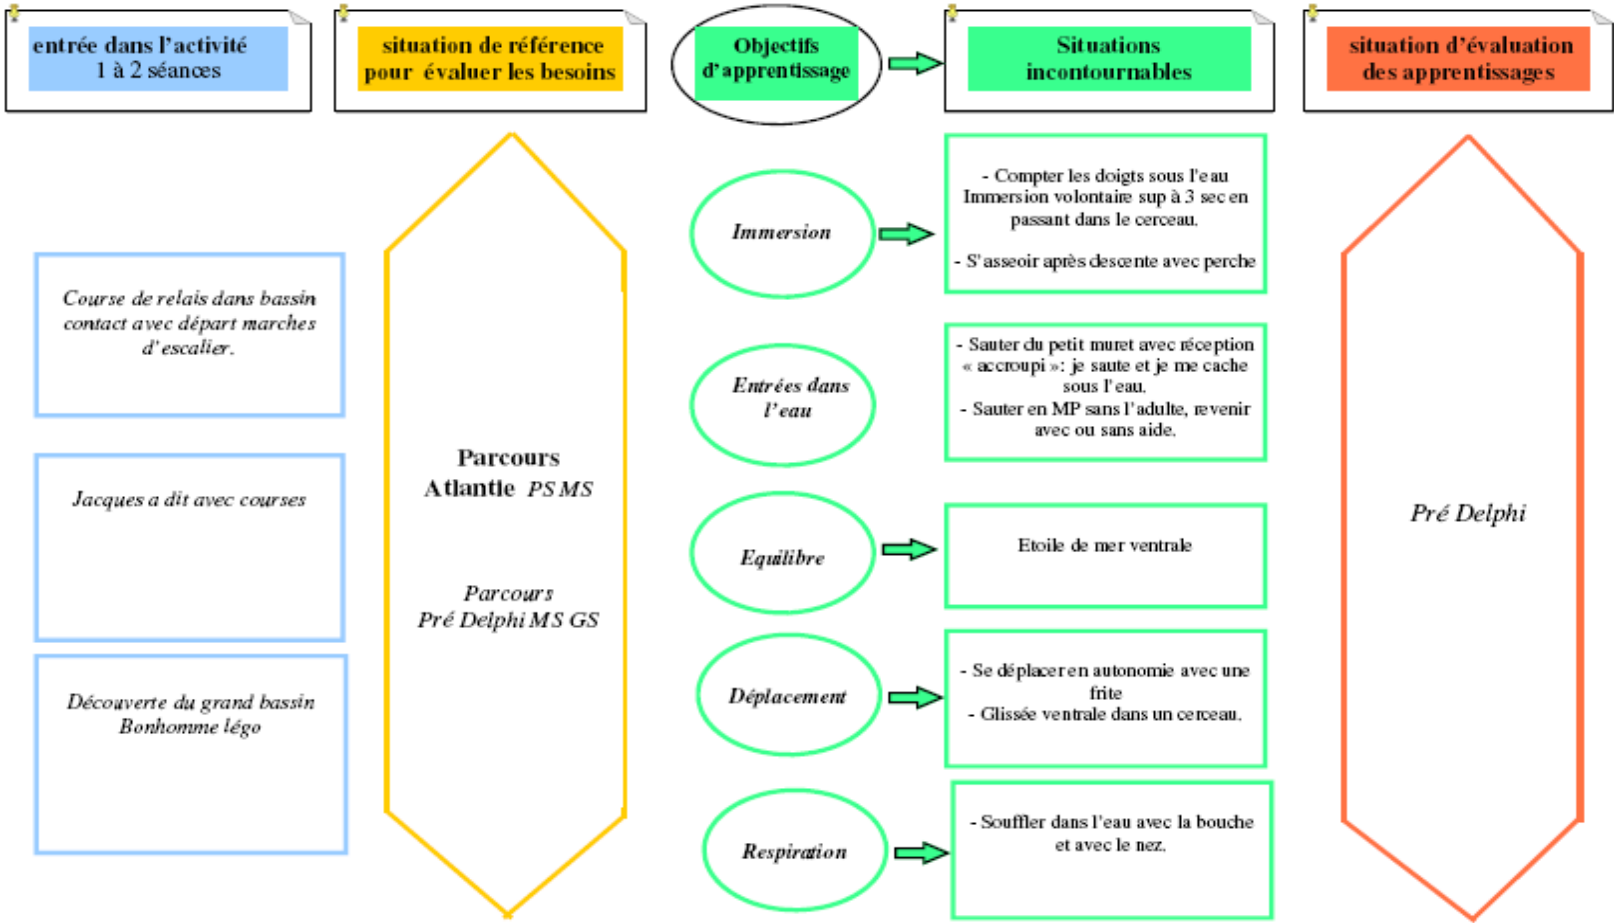 entrée dans l'activité
1 à 2 séances
situation de référence
pour évaluer les besoins
Objectifs
d'apprentissage
Situations
incontournables
situation d'évaluation
des apprentissages
Course de relais dans bassin
contact avec départ marches
d'escalier.
Jacques a dit avec courses
Découverte du grand bassin
Bonhomme légo
Parcours
Atlantie PS MS
Parcours
Pré Delphi MS GS
Immersion
- Compter les doigts sous l'eau
Immersion volontaire sup à 3 sec en
passant dans le cerceau.
- S'asseoir après descente avec perche
Entrées dans
l'eau
- Sauter du petit muret avec réception
« accroupi »: je saute et je me cache
sous l'eau.
- Sauter en MP sans l'adulte, revenir
avec ou sans aide.
Equilibre
Etoile de mer ventrale
Déplacement
- Se déplacer en autonomie avec une
frite
- Glissée ventrale dans un cerceau.
Respiration
- Souffler dans l'eau avec la bouche
et avec le nez.
Pré Delphi